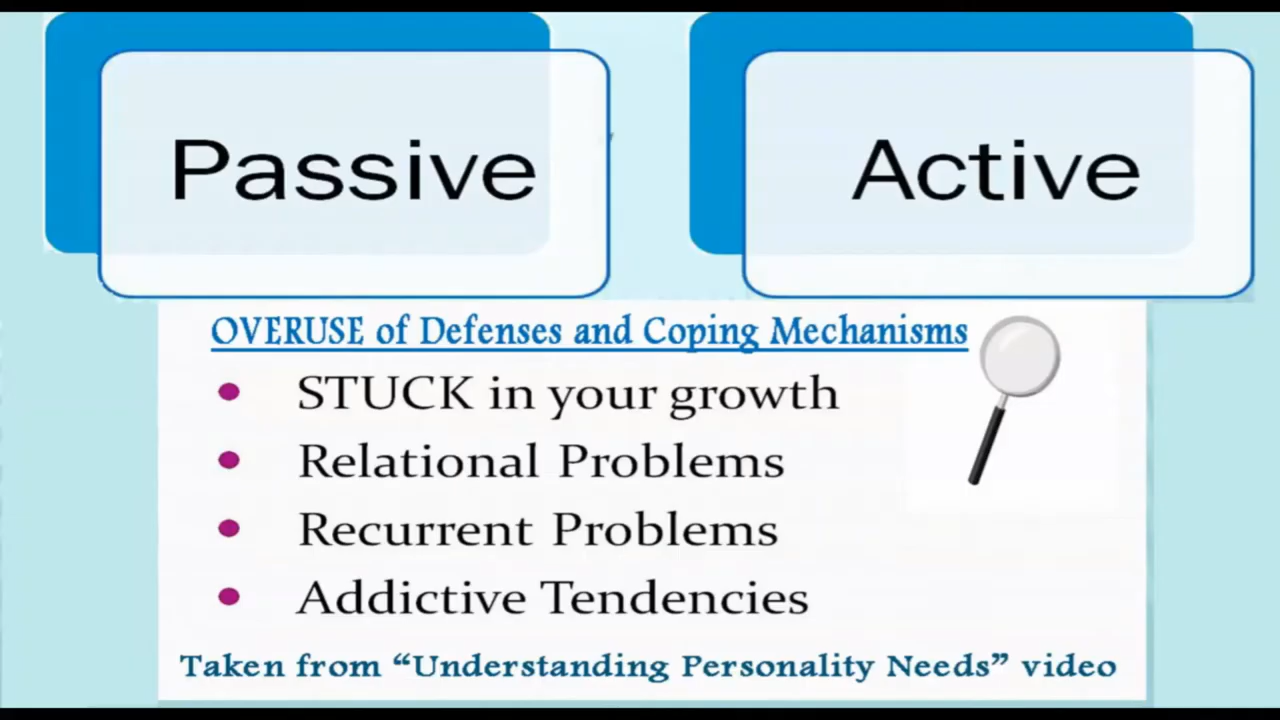 Passive
Active
OVERUSE of Defenses and Coping Mechanisms
STUCK in your growth
Relational Problems
Recurrent Problems
Addictive Tendencies
Taken from “Understanding Personality Needs” video